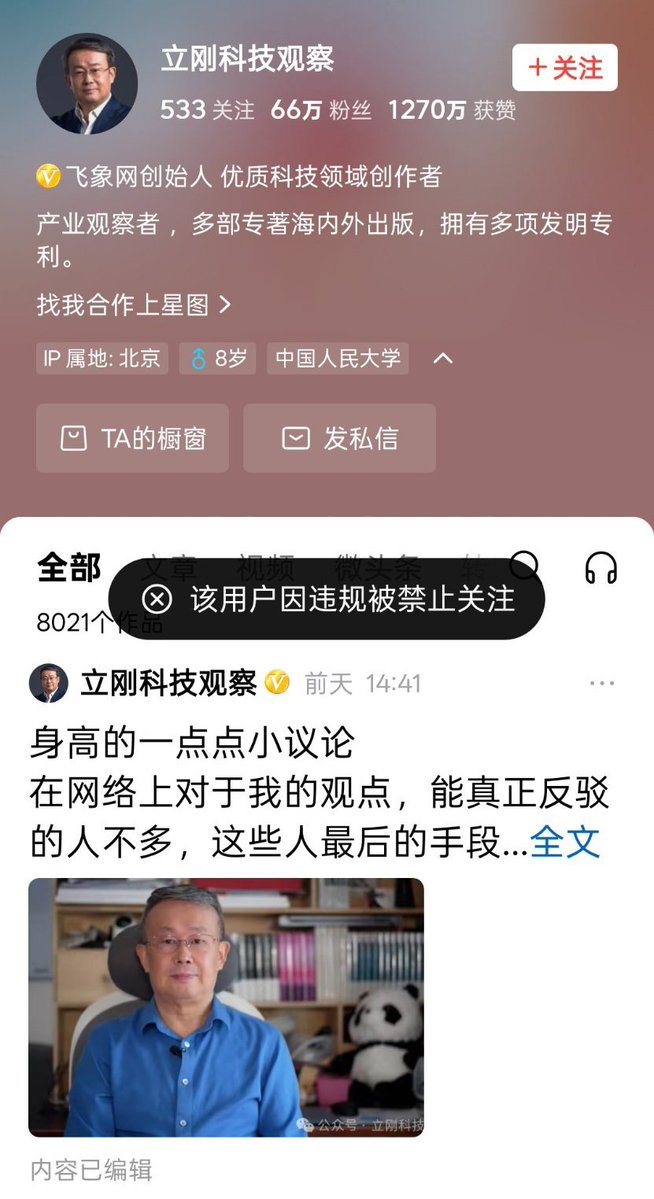 立刚科技观察
+关注
533 关注 66万 粉丝 1270万 获赞
飞象网创始人 优质科技领域创作者
产业观察者 ，多部专著海内外出版，拥有多项发明专
利。
找我合作上星图
IP 属地: 北京 8岁 中国人民大学
TA的橱窗 发私信
全部 文章 视频 微头条 转
该用户因违规被禁止关注
8021个作品
立刚科技观察 前天 14:41
身高的一点点小议论
在网络上对于我的观点，能真正反驳
的人不多，这些人最后的手段...全文
公众号 · 立刚科技
内容已编辑